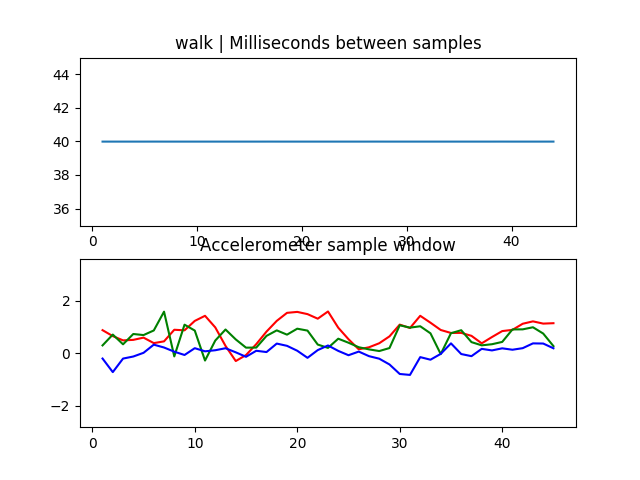 walk | Milliseconds between samples
44
42
40
38
36
0 10 20 30 40
Accelerometer sample window
2
0
−2
0 10 20 30 40